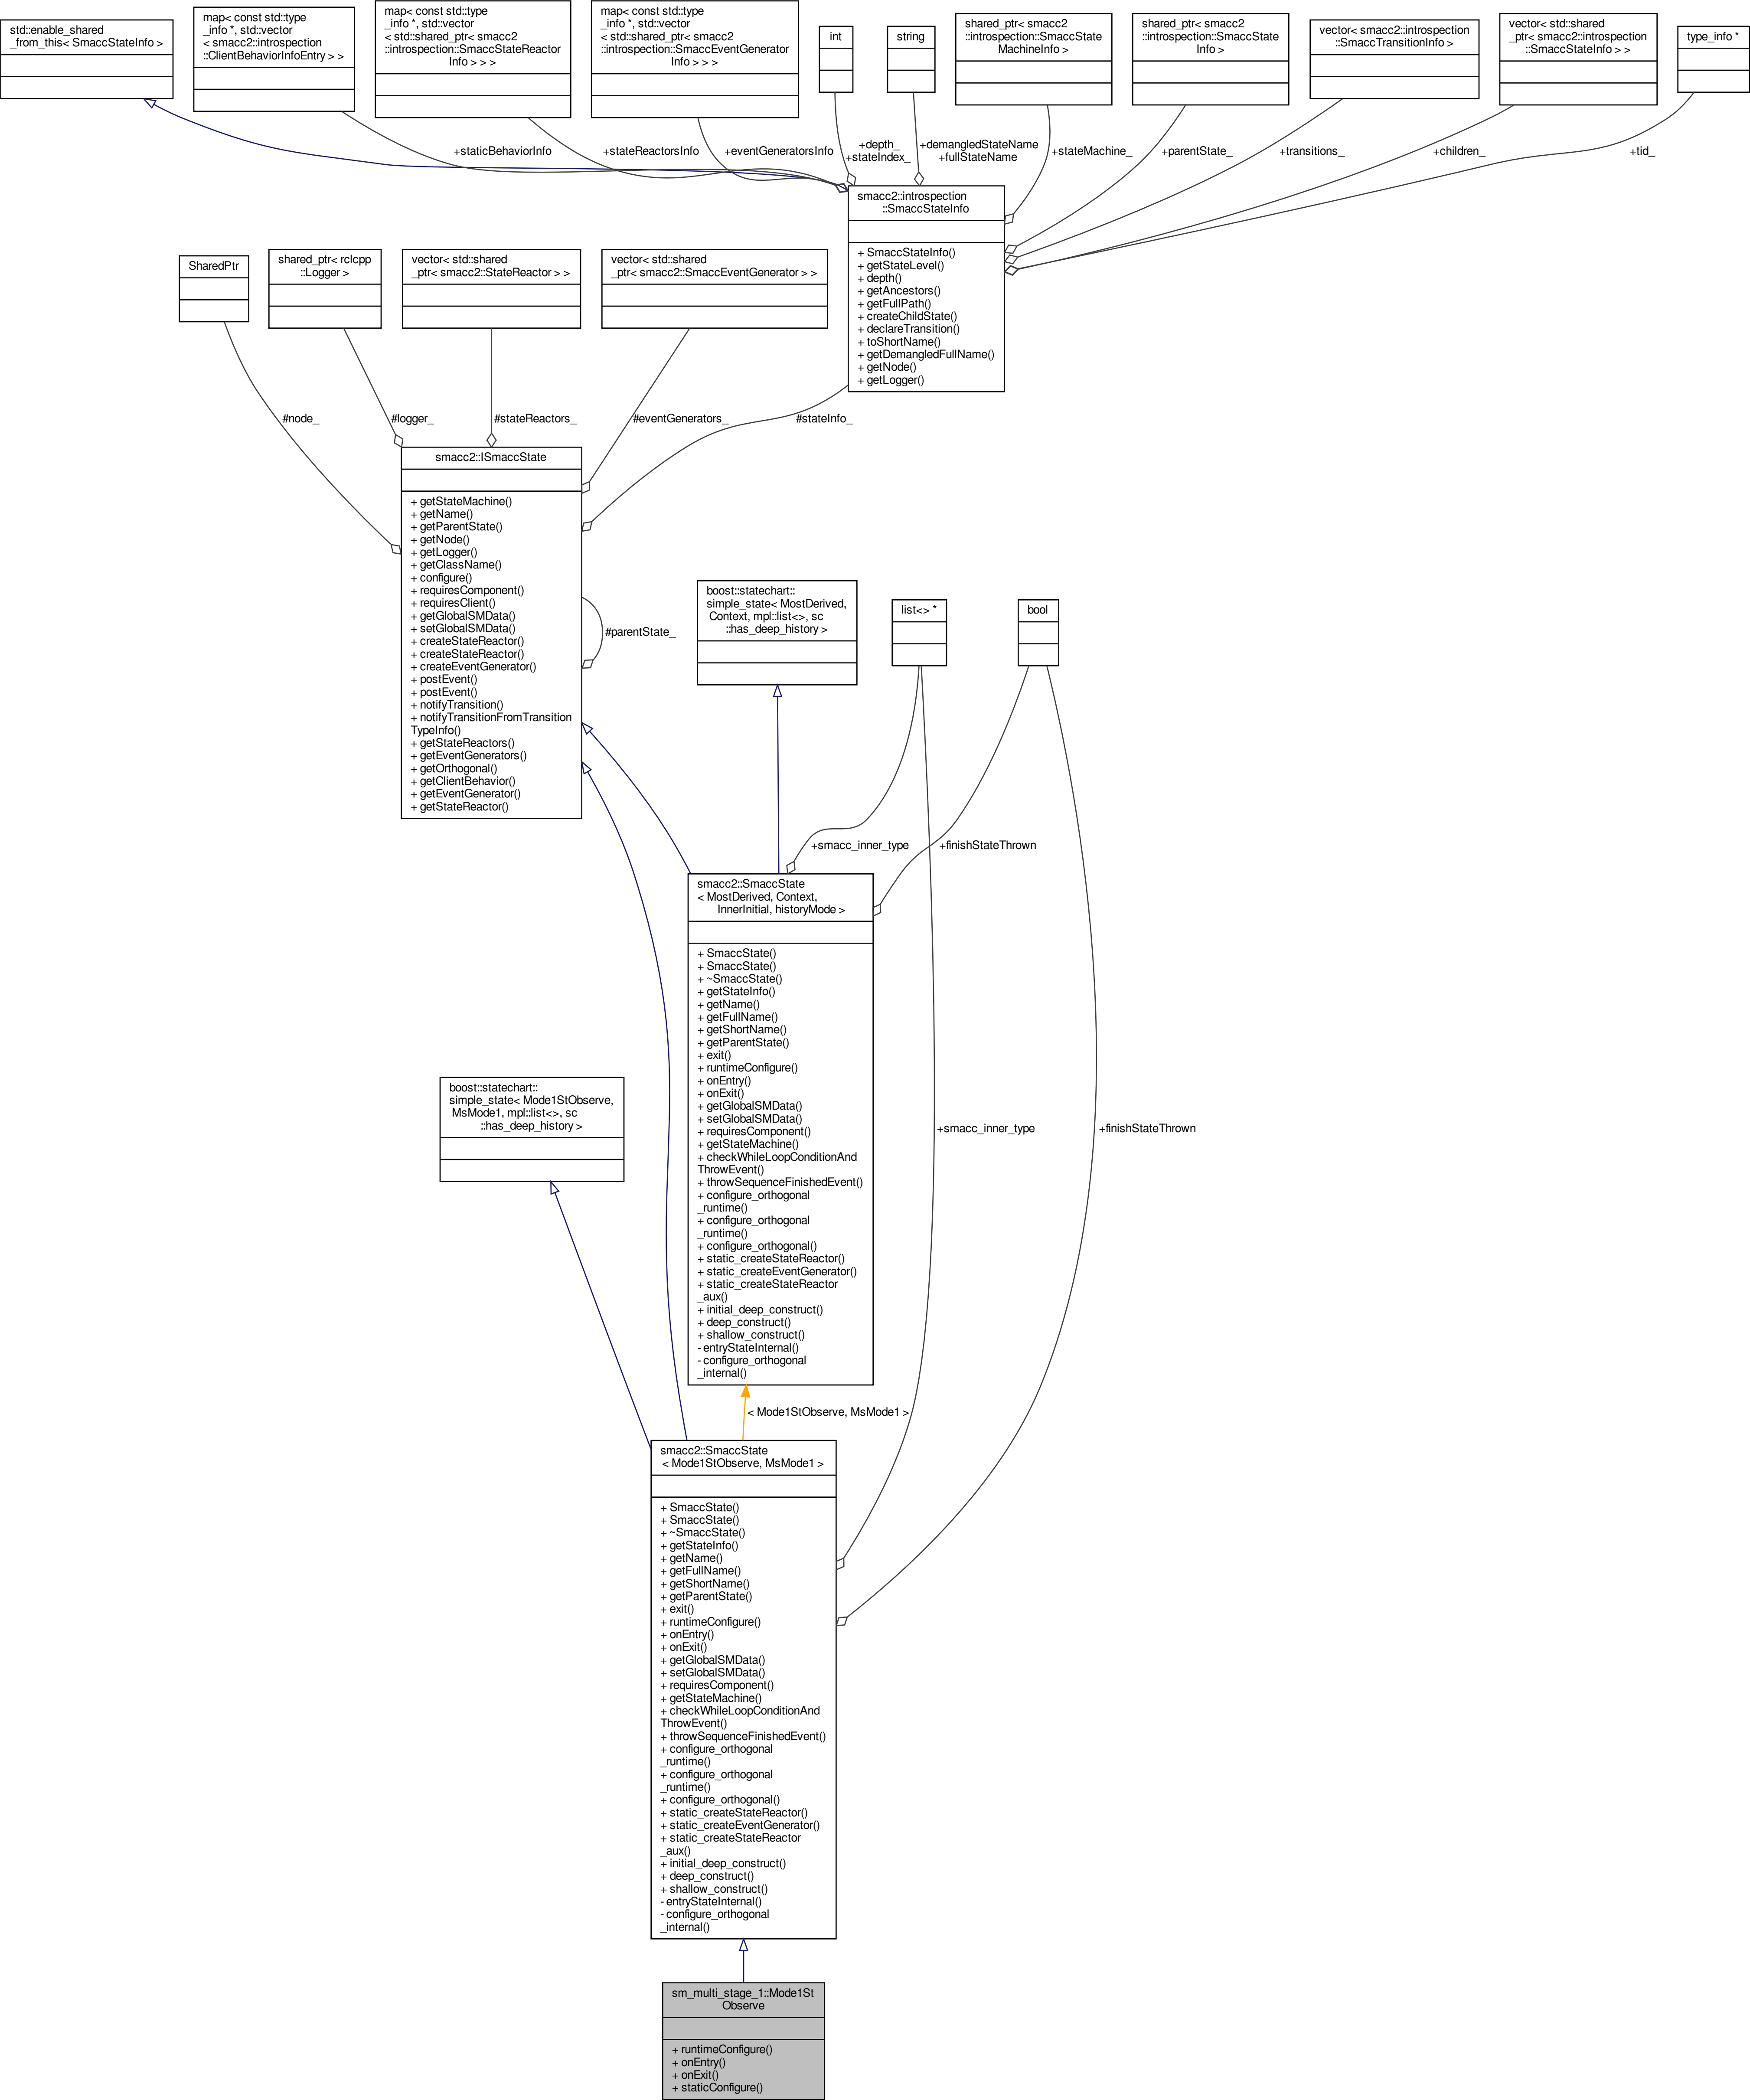 std::enable_shared
_from_this< SmaccStateInfo >
map< const std::type
_info *, std::vector
< smacc2::introspection
::ClientBehaviorInfoEntry > >
map< const std::type
_info *, std::vector
< std::shared_ptr< smacc2
::introspection::SmaccStateReactor
Info > > >
map< const std::type
_info *, std::vector
< std::shared_ptr< smacc2
::introspection::SmaccEventGenerator
Info > > >
int
string
shared_ptr< smacc2
::introspection::SmaccState
MachineInfo >
shared_ptr< smacc2
::introspection::SmaccState
Info >
vector< smacc2::introspection
::SmaccTransitionInfo >
vector< std::shared
_ptr< smacc2::introspection
::SmaccStateInfo > >
type_info *
+staticBehaviorInfo
+stateReactorsInfo
+eventGeneratorsInfo
+depth_
+stateIndex_
+demangledStateName
+fullStateName
+stateMachine_
+parentState_
+transitions_
+children_
+tid_
smacc2::introspection
::SmaccStateInfo
+ SmaccStateInfo()
+ getStateLevel()
+ depth()
+ getAncestors()
+ getFullPath()
+ createChildState()
+ declareTransition()
+ toShortName()
+ getDemangledFullName()
+ getNode()
+ getLogger()
SharedPtr
shared_ptr< rclcpp
::Logger >
vector< std::shared
_ptr< smacc2::StateReactor > >
vector< std::shared
_ptr< smacc2::SmaccEventGenerator > >
#node_
#logger_
#stateReactors_
#eventGenerators_
#stateInfo_
smacc2::ISmaccState
+ getStateMachine()
+ getName()
+ getParentState()
+ getNode()
+ getLogger()
+ getClassName()
+ configure()
+ requiresComponent()
+ requiresClient()
+ getGlobalSMData()
+ setGlobalSMData()
+ createStateReactor()
+ createStateReactor()
+ createEventGenerator()
+ postEvent()
+ postEvent()
+ notifyTransition()
+ notifyTransitionFromTransition
TypeInfo()
+ getStateReactors()
+ getEventGenerators()
+ getOrthogonal()
+ getClientBehavior()
+ getEventGenerator()
+ getStateReactor()
#parentState_
boost::statechart::
simple_state< MostDerived,
Context, mpl::list<>, sc
::has_deep_history >
list<> *
bool
+smacc_inner_type
+finishStateThrown
smacc2::SmaccState
< MostDerived, Context,
InnerInitial, historyMode >
+ SmaccState()
+ SmaccState()
+ ~SmaccState()
+ getStateInfo()
+ getName()
+ getFullName()
+ getShortName()
+ getParentState()
+ exit()
+ runtimeConfigure()
+ onEntry()
+ onExit()
+ getGlobalSMData()
+ setGlobalSMData()
+ requiresComponent()
+ getStateMachine()
+ checkWhileLoopConditionAnd
ThrowEvent()
+ throwSequenceFinishedEvent()
+ configure_orthogonal
_runtime()
+ configure_orthogonal
_runtime()
+ configure_orthogonal()
+ static_createStateReactor()
+ static_createEventGenerator()
+ static_createStateReactor
_aux()
+ initial_deep_construct()
+ deep_construct()
+ shallow_construct()
- entryStateInternal()
- configure_orthogonal
_internal()
boost::statechart::
simple_state< Mode1StObserve,
MsMode1, mpl::list<>, sc
::has_deep_history >
+smacc_inner_type
+finishStateThrown
< Mode1StObserve, MsMode1 >
smacc2::SmaccState
< Mode1StObserve, MsMode1 >
+ SmaccState()
+ SmaccState()
+ ~SmaccState()
+ getStateInfo()
+ getName()
+ getFullName()
+ getShortName()
+ getParentState()
+ exit()
+ runtimeConfigure()
+ onEntry()
+ onExit()
+ getGlobalSMData()
+ setGlobalSMData()
+ requiresComponent()
+ getStateMachine()
+ checkWhileLoopConditionAnd
ThrowEvent()
+ throwSequenceFinishedEvent()
+ configure_orthogonal
_runtime()
+ configure_orthogonal
_runtime()
+ configure_orthogonal()
+ static_createStateReactor()
+ static_createEventGenerator()
+ static_createStateReactor
_aux()
+ initial_deep_construct()
+ deep_construct()
+ shallow_construct()
- entryStateInternal()
- configure_orthogonal
_internal()
sm_multi_stage_1::Mode1St
Observe
+ runtimeConfigure()
+ onEntry()
+ onExit()
+ staticConfigure()